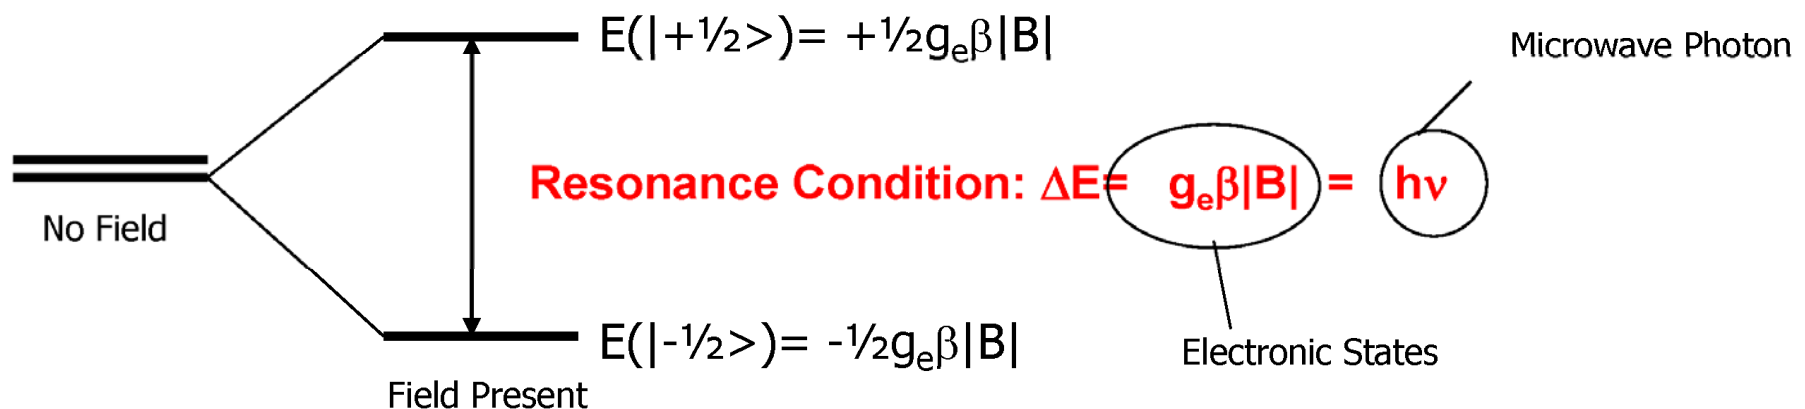 E(|+½>)= +½gₑβ|B|
Microwave Photon
Resonance Condition: ΔE= gₑβ|B| = hν
No Field
E(|-½>)= -½gₑβ|B|
Electronic States
Field Present